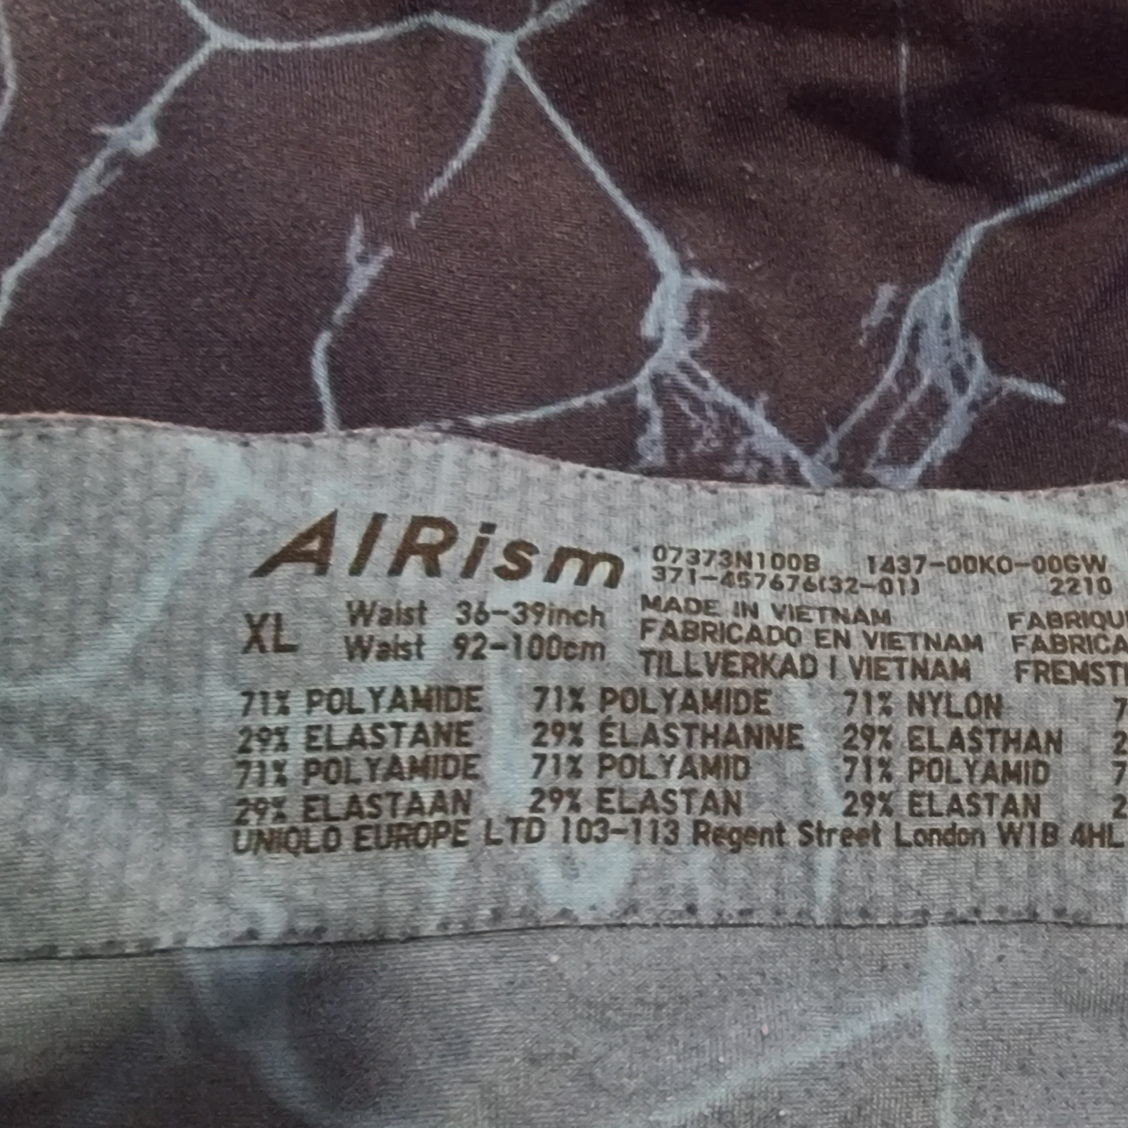 AIRism
07373N100B 1437-00K0-00GW
371-457676(32-01) 2210
XL Waist 36-39inch
Waist 92-100cm
MADE IN VIETNAM
FABRICADO EN VIETNAM
TILLVERKAD I VIETNAM
71% POLYAMIDE 71% POLYAMIDE 71% NYLON
29% ELASTANE 29% ÉLASTHANNE 29% ELASTHAN
71% POLYAMIDE 71% POLYAMID 71% POLYAMID
29% ELASTAAN 29% ELASTAN 29% ELASTAN
UNIQLO EUROPE LTD 103-113 Regent Street London W1B 4HL